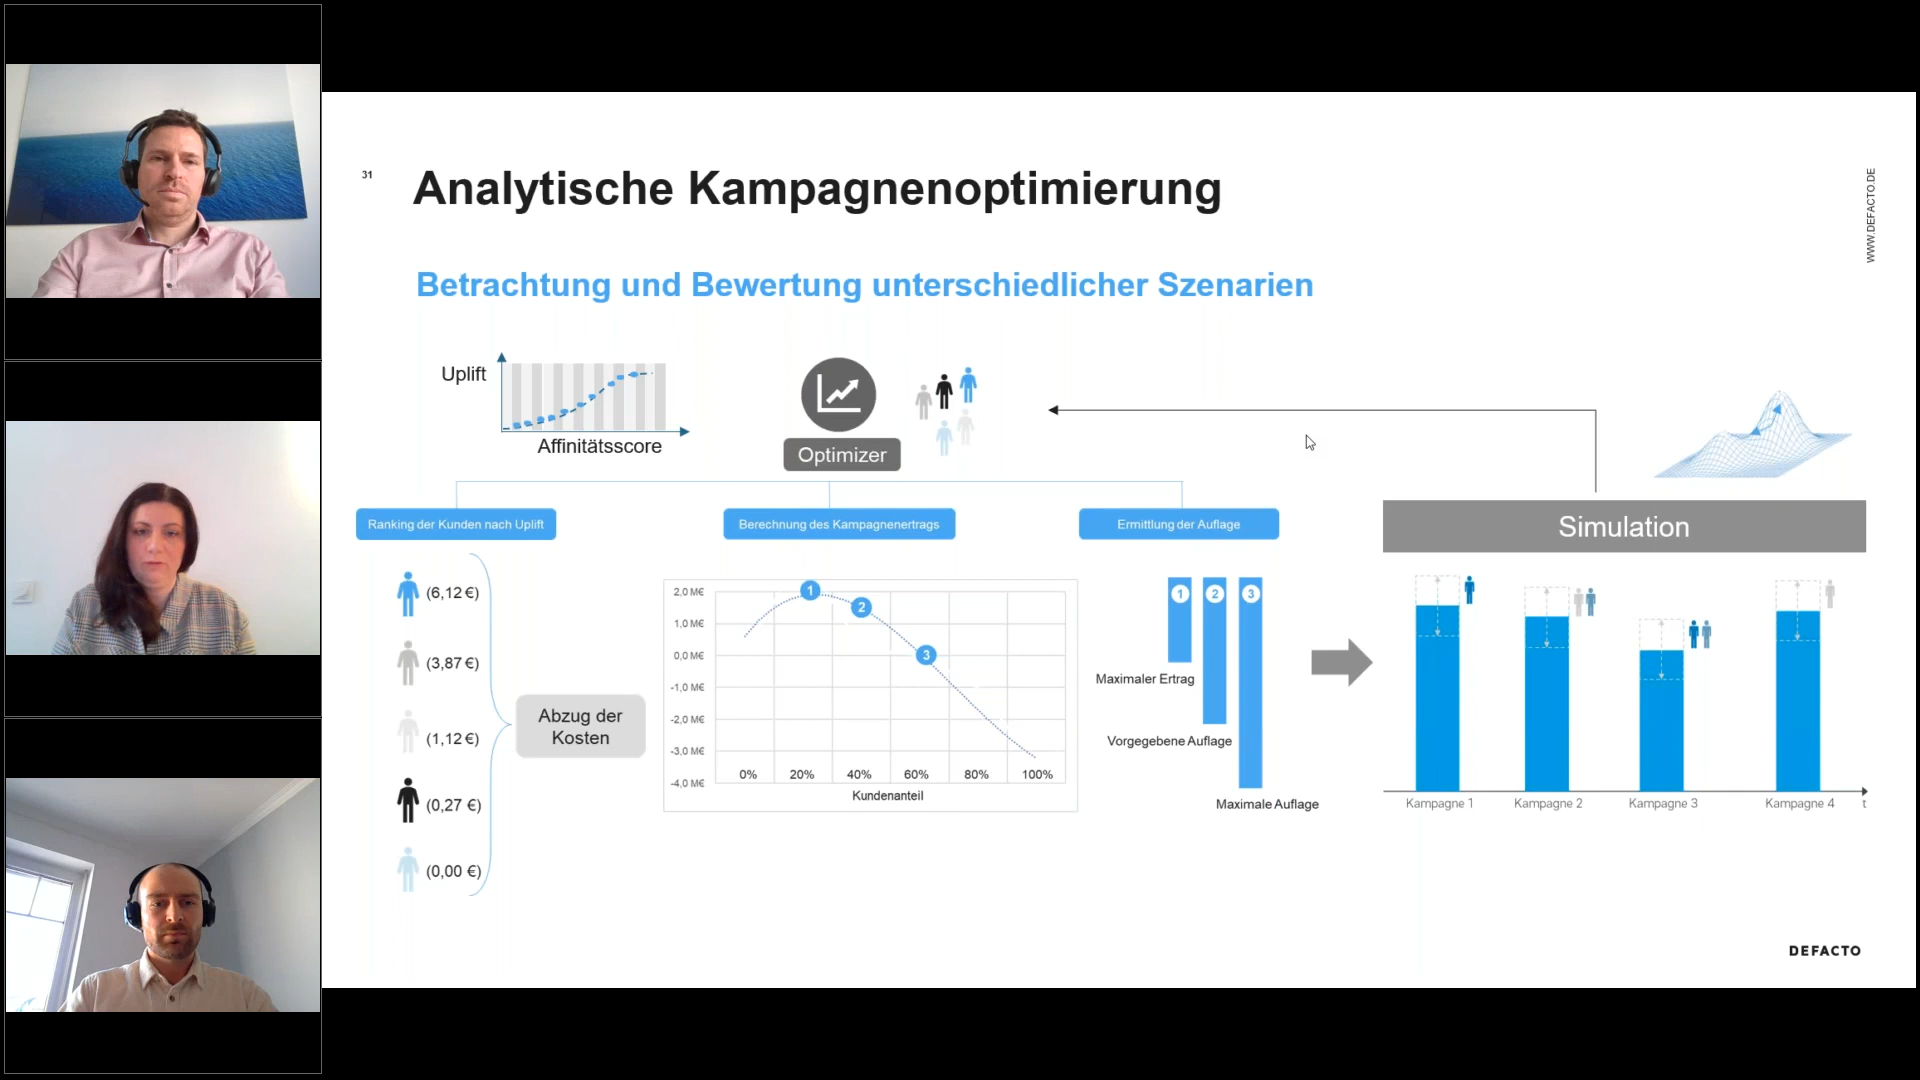 31
Analytische Kampagnenoptimierung
WWW.DEFACTO.DE
Betrachtung und Bewertung unterschiedlicher Szenarien
Uplift
Affinitätsscore
Optimizer
Ranking der Kunden nach Uplift
Berechnung des Kampagnenertrags
Ermittlung der Auflage
Simulation
(6,12 €)
(3,87 €)
(1,12 €)
(0,27 €)
(0,00 €)
Abzug der
Kosten
2,0 M€
1,0 M€
0,0 M€
-1,0 M€
-2,0 M€
-3,0 M€
-4,0 M€
1
2
3
0% 20% 40% 60% 80% 100%
Kundenanteil
1 2 3
Maximaler Ertrag
Vorgegebene Auflage
Maximale Auflage
Kampagne 1 Kampagne 2 Kampagne 3 Kampagne 4 t
DEFACTO